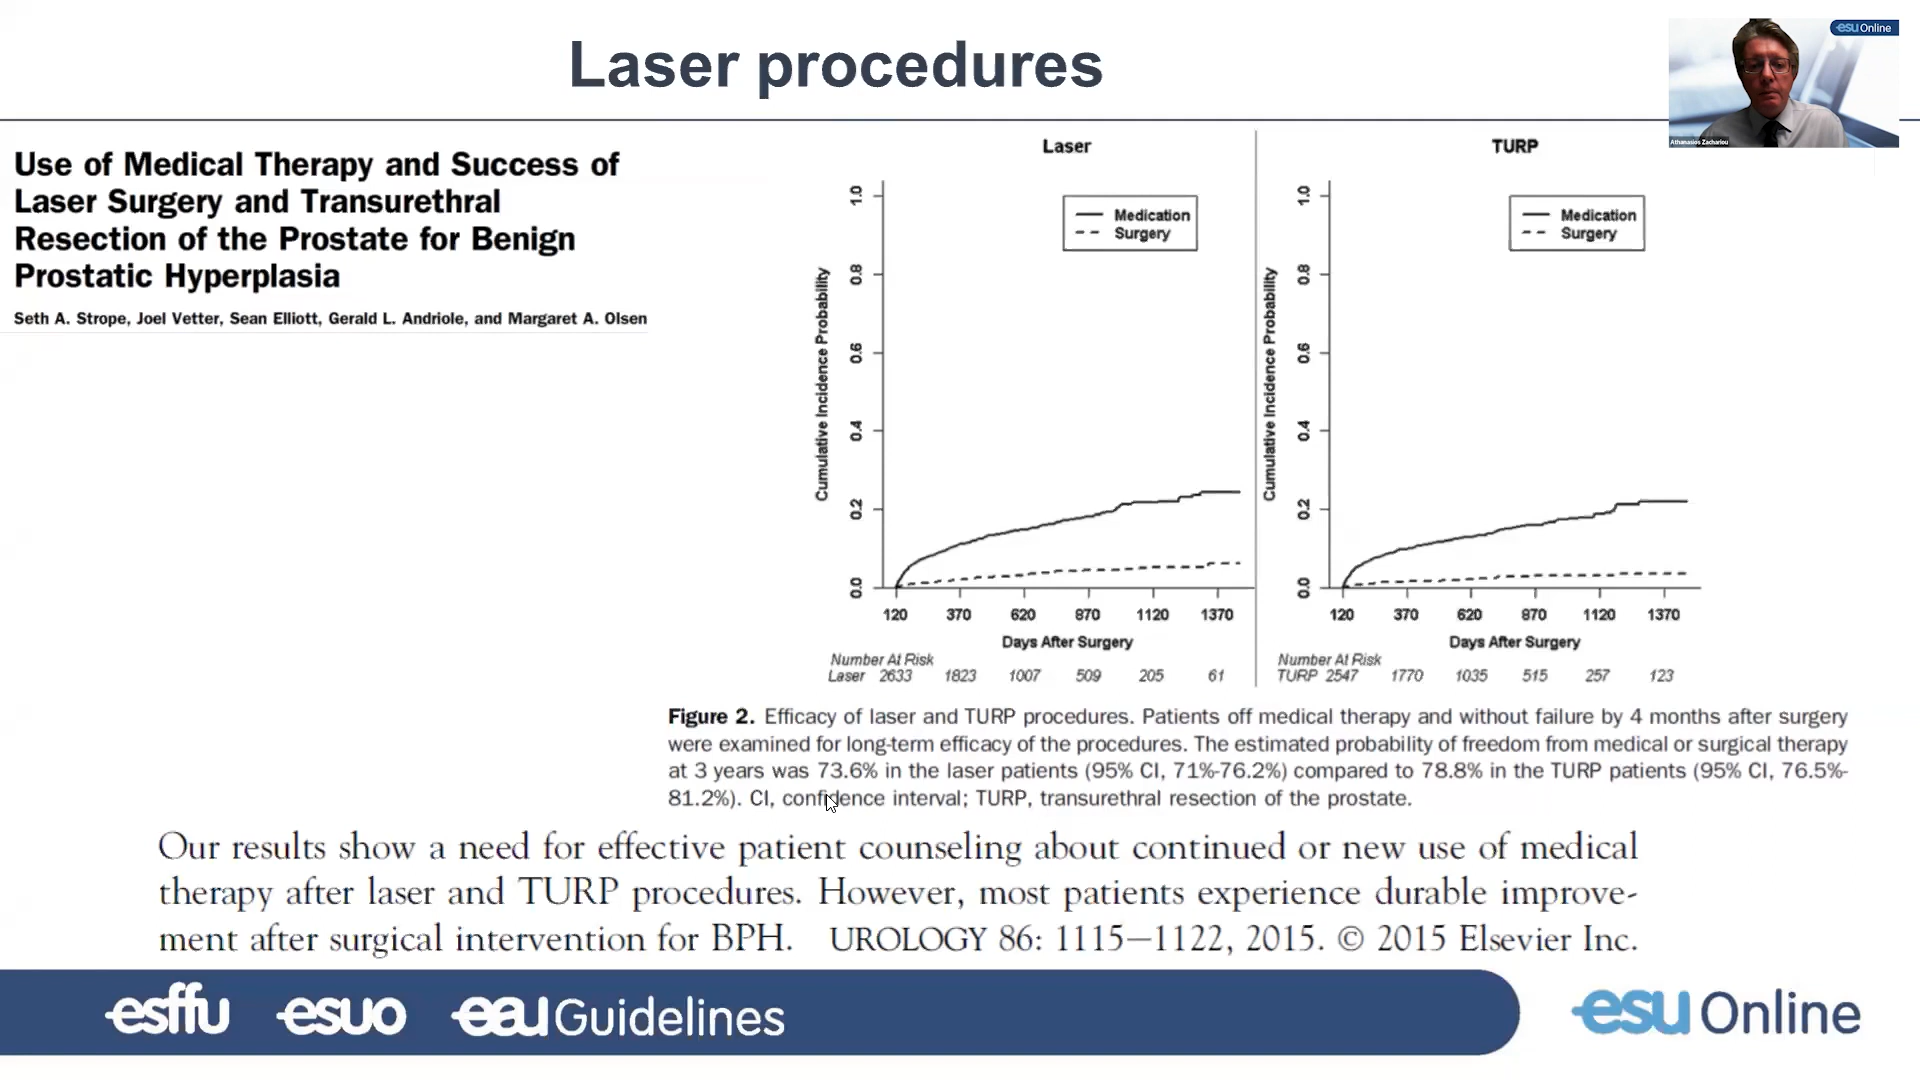 Laser procedures
esu Online
Athanasios Zachariou
Use of Medical Therapy and Success of
Laser Surgery and Transurethral
Resection of the Prostate for Benign
Prostatic Hyperplasia
Seth A. Strope, Joel Vetter, Sean Elliott, Gerald L. Andriole, and Margaret A. Olsen
Laser
Medication
Surgery
Cumulative Incidence Probability
1.0
0.8
0.6
0.4
0.2
0.0
120 370 620 870 1120 1370
Days After Surgery
Number At Risk
Laser 2633 1823 1007 509 205 61
TURP
Medication
Surgery
Cumulative Incidence Probability
1.0
0.8
0.6
0.4
0.2
0.0
120 370 620 870 1120 1370
Days After Surgery
Number At Risk
TURP 2547 1770 1035 515 257 123
Figure 2. Efficacy of laser and TURP procedures. Patients off medical therapy and without failure by 4 months after surgery
were examined for long-term efficacy of the procedures. The estimated probability of freedom from medical or surgical therapy
at 3 years was 73.6% in the laser patients (95% CI, 71%-76.2%) compared to 78.8% in the TURP patients (95% CI, 76.5%-
81.2%). CI, confidence interval; TURP, transurethral resection of the prostate.
Our results show a need for effective patient counseling about continued or new use of medical
therapy after laser and TURP procedures. However, most patients experience durable improve-
ment after surgical intervention for BPH. UROLOGY 86: 1115–1122, 2015. © 2015 Elsevier Inc.
esffu esuo eau Guidelines
esu Online